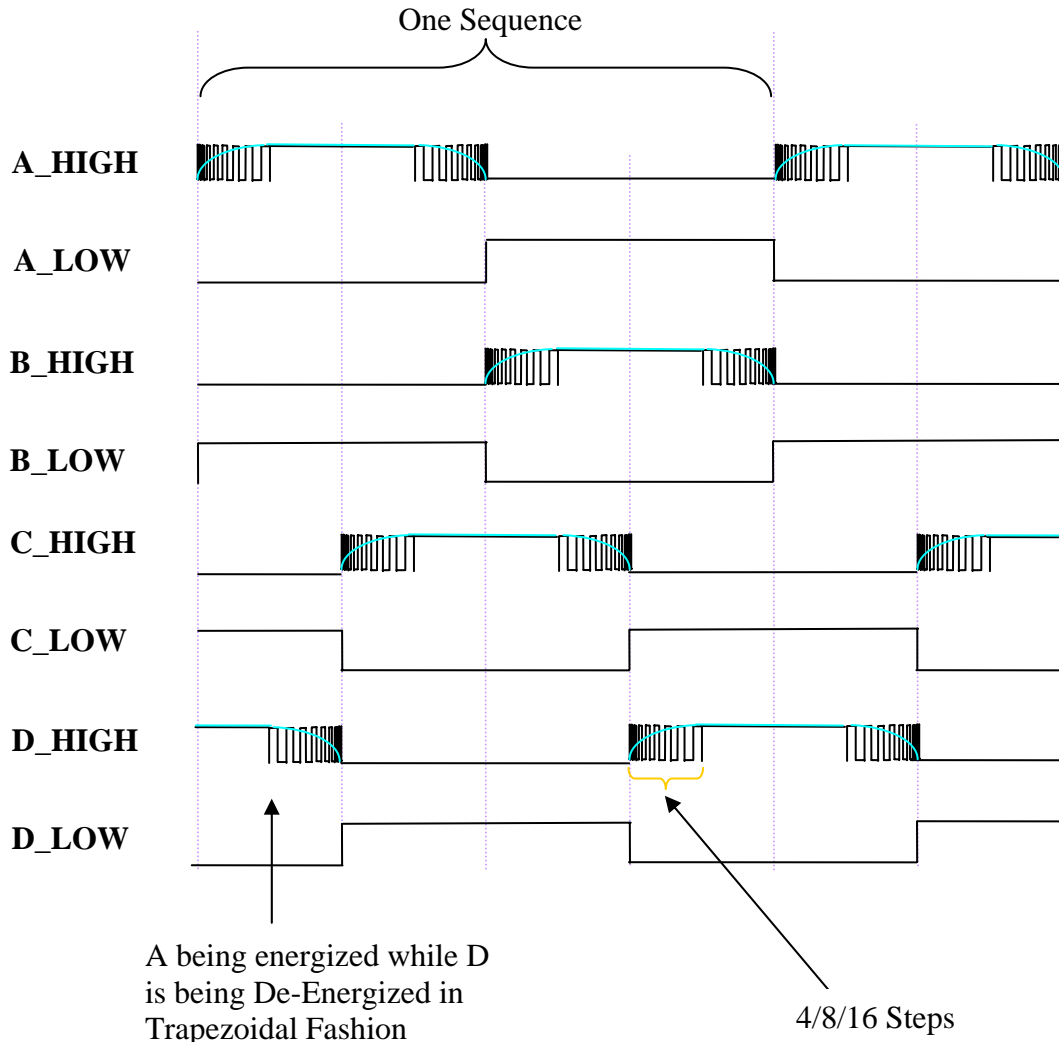 One Sequence
A_HIGH
A_LOW
B_HIGH
B_LOW
C_HIGH
C_LOW
D_HIGH
D_LOW
A being energized while D
is being De-Energized in
Trapezoidal Fashion
4/8/16 Steps